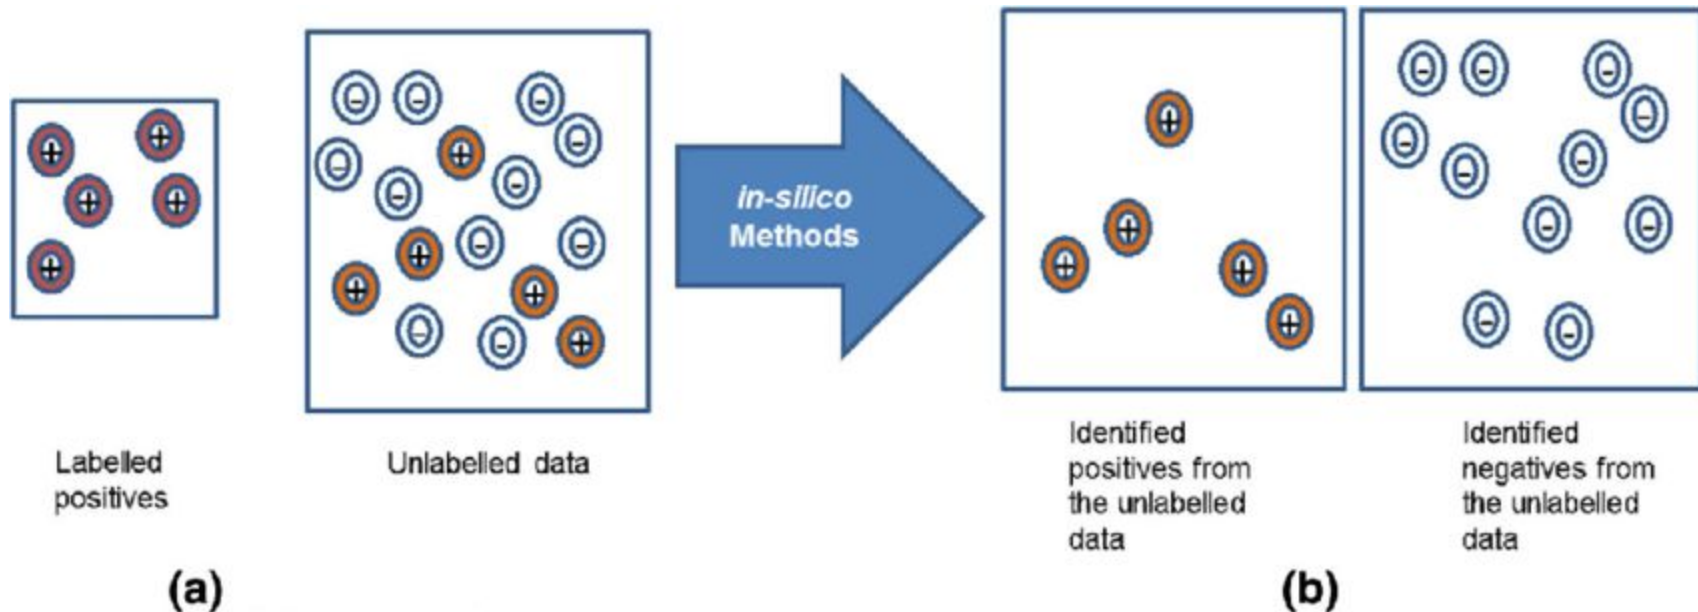 Labelled
positives
Unlabelled data
in-silico
Methods
Identified
positives from
the unlabelled
data
Identified
negatives from
the unlabelled
data
(a)
(b)